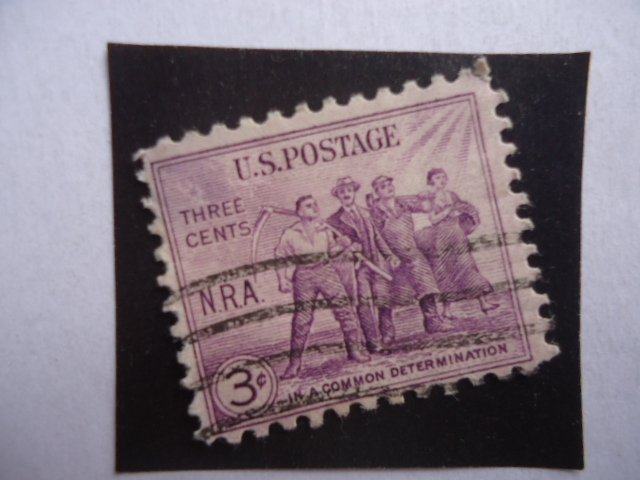 U.S.POSTAGE
THREE
CENTS
N.R.A.
3¢
IN A COMMON DETERMINATION